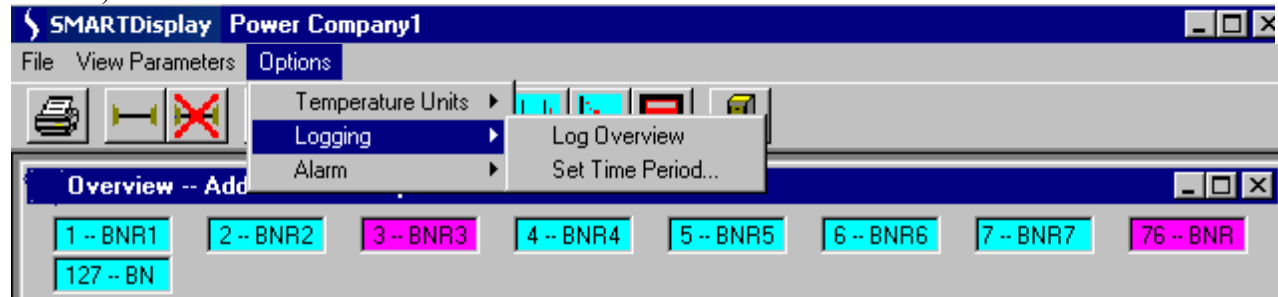 SMARTDisplay Power Company1
File View Parameters Options
Temperature Units
Logging
Log Overview
Alarm
Set Time Period...
Overview -- Add
1 -- BNR1 2 -- BNR2 3 -- BNR3 4 -- BNR4 5 -- BNR5 6 -- BNR6 7 -- BNR7 76 -- BNR
127 -- BN